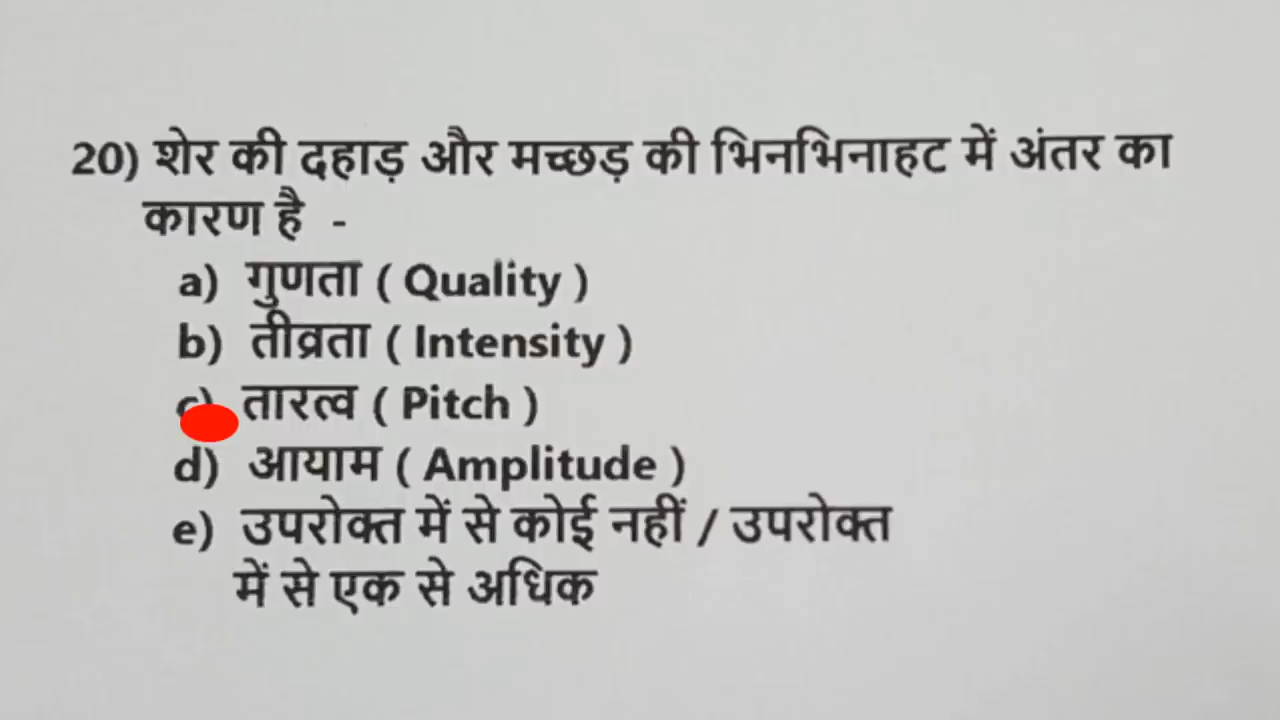 20) शेर की दहाड़ और मच्छड़ की भिनभिनाहट में अंतर का
कारण है -
a) गुणता ( Quality )
b) तीव्रता ( Intensity )
c) तारत्व ( Pitch )
d) आयाम ( Amplitude )
e) उपरोक्त में से कोई नहीं / उपरोक्त
में से एक से अधिक